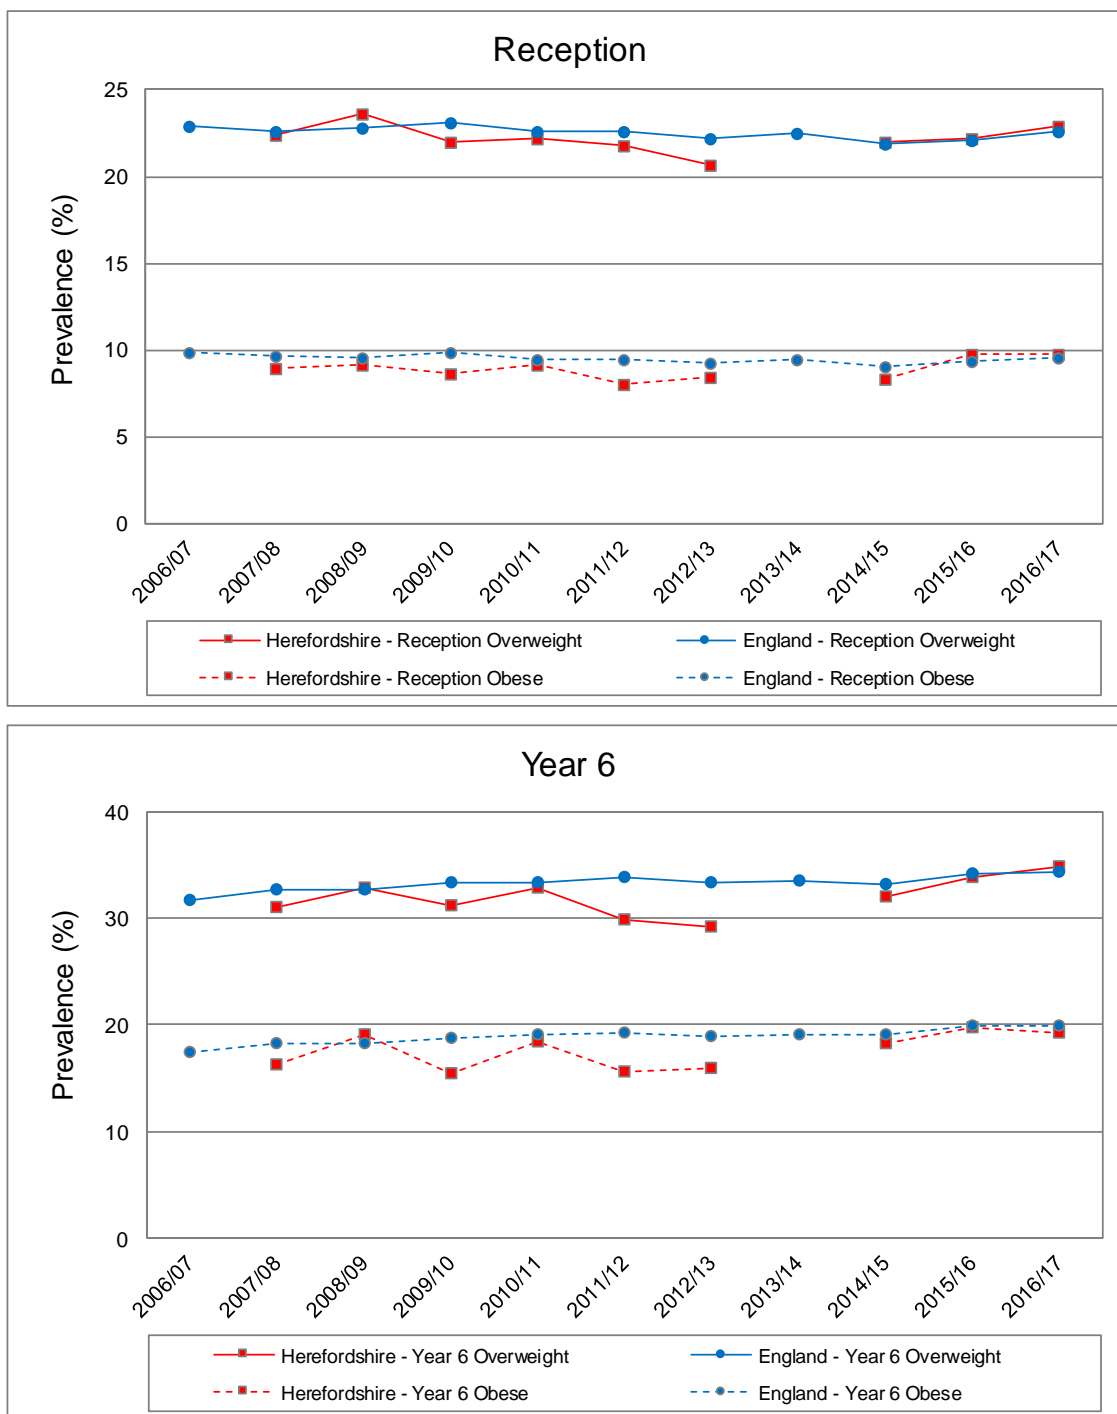 Reception
Prevalence (%)
25
20
15
10
5
0
2006/07
2007/08
2008/09
2009/10
2010/11
2011/12
2012/13
2013/14
2014/15
2015/16
2016/17
Herefordshire - Reception Overweight
England - Reception Overweight
Herefordshire - Reception Obese
England - Reception Obese
Year 6
Prevalence (%)
40
30
20
10
0
2006/07
2007/08
2008/09
2009/10
2010/11
2011/12
2012/13
2013/14
2014/15
2015/16
2016/17
Herefordshire - Year 6 Overweight
England - Year 6 Overweight
Herefordshire - Year 6 Obese
England - Year 6 Obese